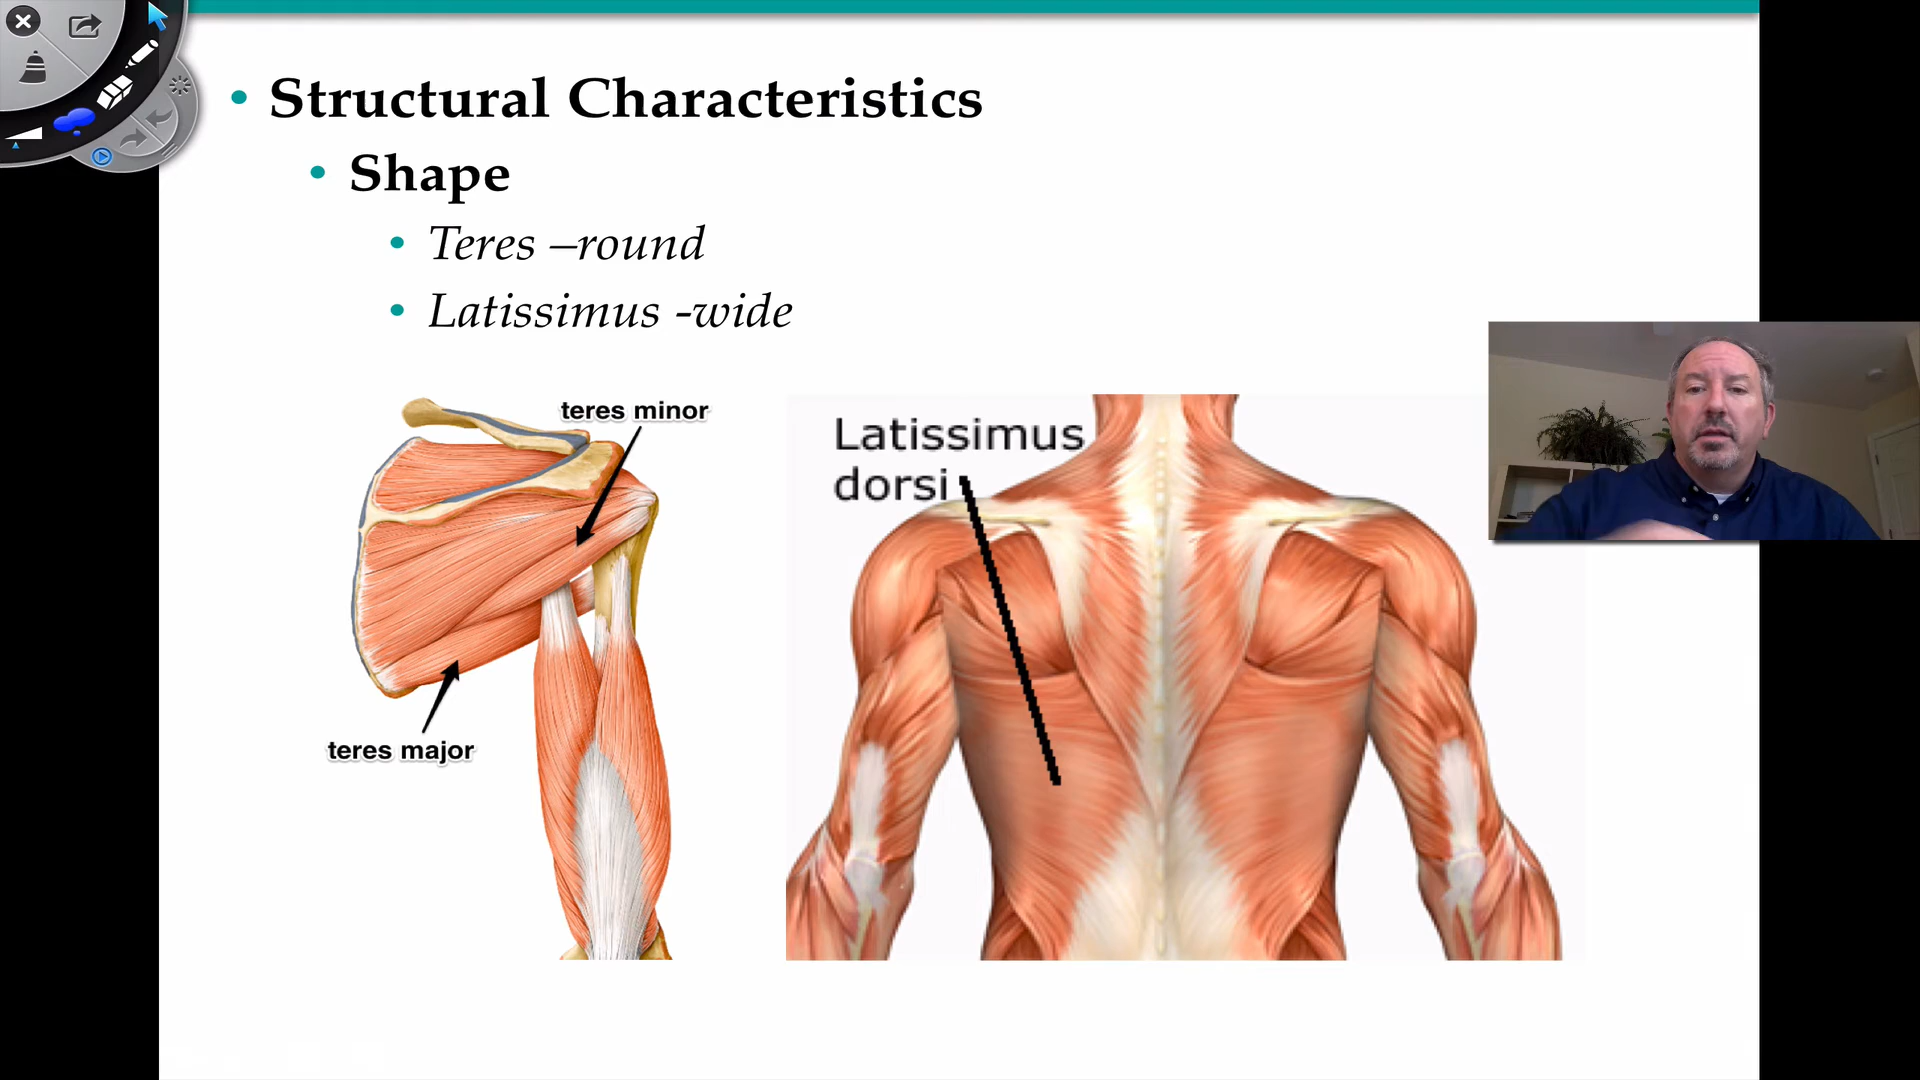 Structural Characteristics
Shape
Teres –round
Latissimus -wide
teres minor
Latissimus
dorsi
teres major